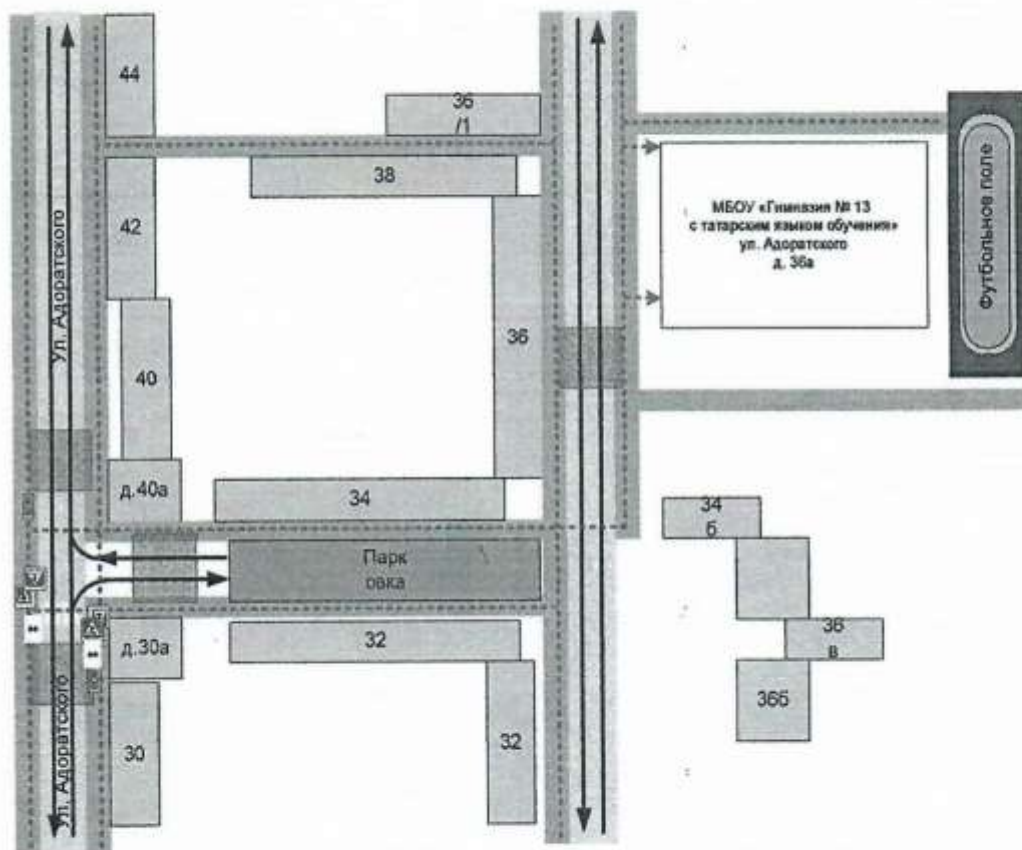 44
36
/1
38
42
МБОУ «Гимназия № 13
с татарским языком обучения»
ул. Адоратского
д. 36а
Футбольное поле
Ул. Адоратского
36
40
д.40а
34
34
б
Парк
овка
д.30а
32
36
в
36б
Ул. Адоратского
30
32